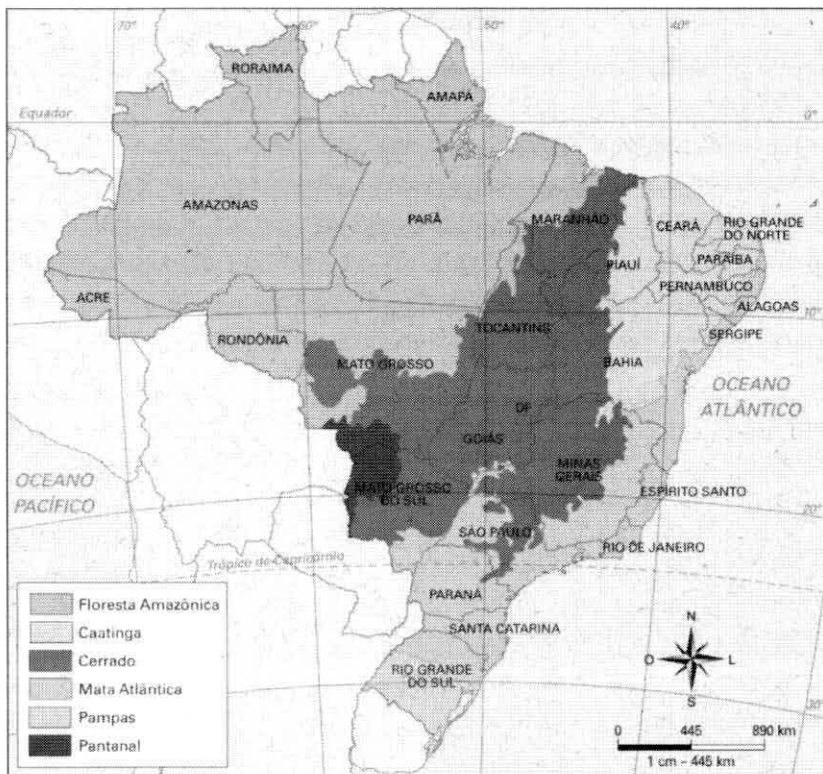 70°
60°
50°
40°
RORAIMA
AMAPÁ
Equador
0°
AMAZONAS
PARÁ
MARANHÃO
CEARÁ
RIO GRANDE
DO NORTE
PIAUÍ
PARAÍBA
PERNAMBUCO
ACRE
ALAGOAS
10°
SERGIPE
TOCANTINS
RONDÔNIA
MATO GROSSO
BAHIA
OCEANO
ATLÂNTICO
DF
GOIÁS
MINAS
GERAIS
OCEANO
PACÍFICO
MATO GROSSO
DO SUL
ESPÍRITO SANTO
20°
SÃO PAULO
RIO DE JANEIRO
Trópico de Capricórnio
PARANÁ
SANTA CATARINA
RIO GRANDE
DO SUL
Floresta Amazônica
Caatinga
Cerrado
Mata Atlântica
Pampas
Pantanal
N
O
L
S
30°
0 445 890 km
1 cm – 445 km